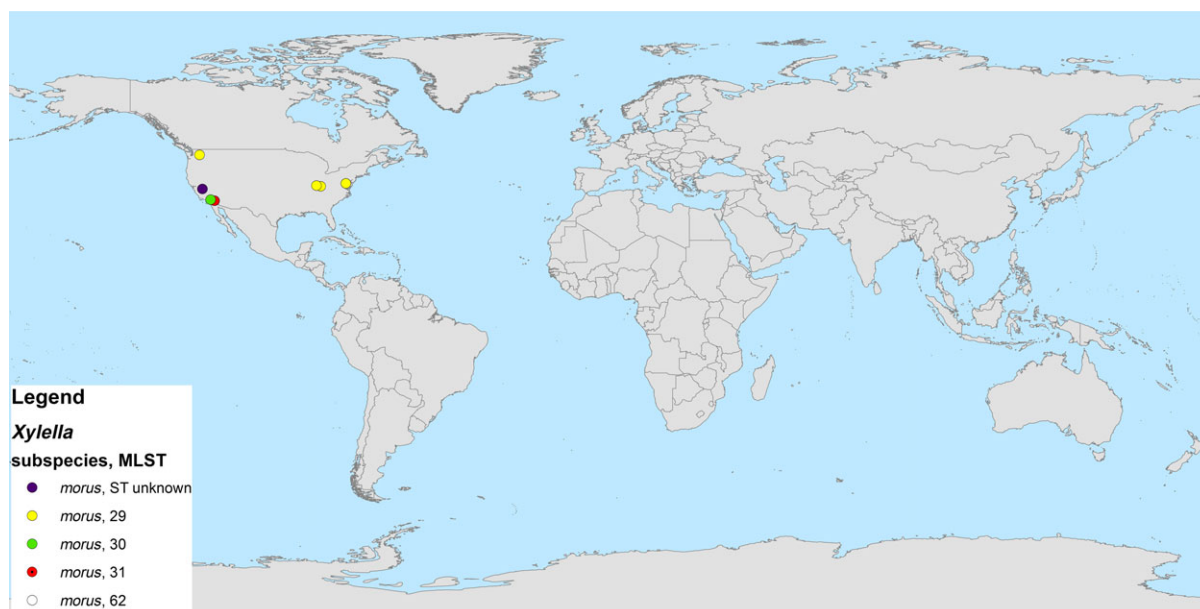 Legend
Xylella
subspecies, MLST
morus, ST unknown
morus, 29
morus, 30
morus, 31
morus, 62